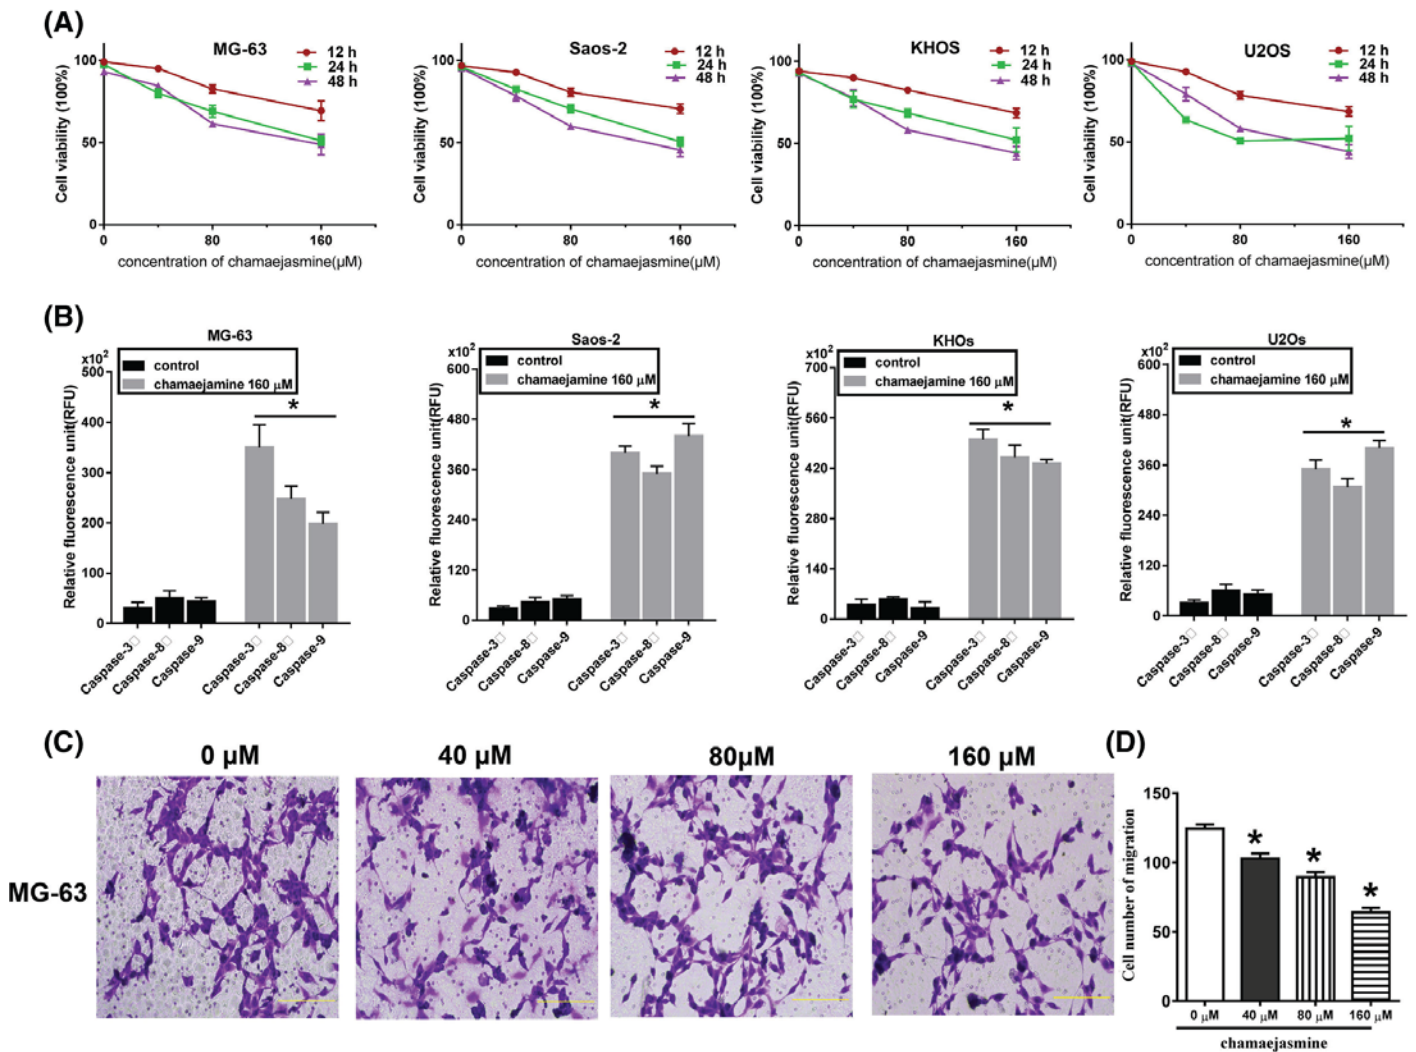 (A)
MG-63
12 h
24 h
48 h
Cell viability (100%)
100
50
0
0 80 160
concentration of chamaejasmine(µM)
Saos-2
12 h
24 h
48 h
Cell viability (100%)
100
50
0
0 80 160
concentration of chamaejasmine(µM)
KHOS
12 h
24 h
48 h
Cell viability (100%)
100
50
0
0 80 160
concentration of chamaejasmine(µM)
U2OS
12 h
24 h
48 h
Cell viability (100%)
100
50
0
0 80 160
concentration of chamaejasmine(µM)
(B)
MG-63
x10²
control
chamaejamine 160 µM
Relative fluorescence unit(RFU)
500
400
300
200
100
0
*
Caspase-3□ Caspase-8□ Caspase-9 Caspase-3□ Caspase-8□ Caspase-9
Saos-2
x10²
control
chamaejamine 160 µM
Relative fluorescence unit(RFU)
600
480
360
240
120
0
*
Caspase-3□ Caspase-8□ Caspase-9 Caspase-3□ Caspase-8□ Caspase-9
KHOs
x10²
control
chamaejamine 160 µM
Relative fluorescence unit(RFU)
700
560
420
280
140
0
*
Caspase-3□ Caspase-8□ Caspase-9 Caspase-3□ Caspase-8□ Caspase-9
U2Os
x10²
control
chamaejamine 160 µM
Relative fluorescence unit(RFU)
600
480
360
240
120
0
*
Caspase-3□ Caspase-8□ Caspase-9 Caspase-3□ Caspase-8□ Caspase-9
(C)
0 µM 40 µM 80µM 160 µM
MG-63
(D)
Cell number of migration
150
100
50
0
* * *
0 µM 40 µM 80 µM 160 µM
chamaejasmine